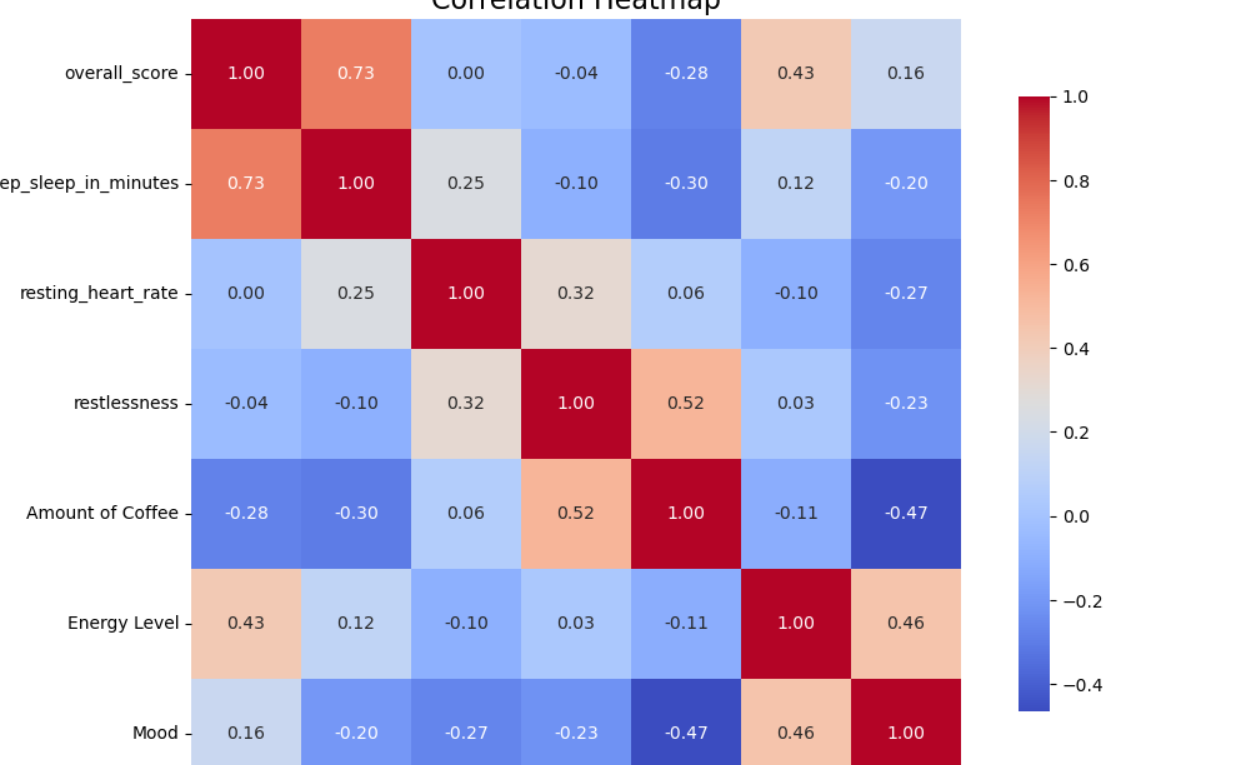 Correlation Heatmap
overall_score 1.00 0.73 0.00 -0.04 -0.28 0.43 0.16
ep_sleep_in_minutes 0.73 1.00 0.25 -0.10 -0.30 0.12 -0.20
resting_heart_rate 0.00 0.25 1.00 0.32 0.06 -0.10 -0.27
restlessness -0.04 -0.10 0.32 1.00 0.52 0.03 -0.23
Amount of Coffee -0.28 -0.30 0.06 0.52 1.00 -0.11 -0.47
Energy Level 0.43 0.12 -0.10 0.03 -0.11 1.00 0.46
Mood 0.16 -0.20 -0.27 -0.23 -0.47 0.46 1.00
1.0
0.8
0.6
0.4
0.2
0.0
−0.2
−0.4